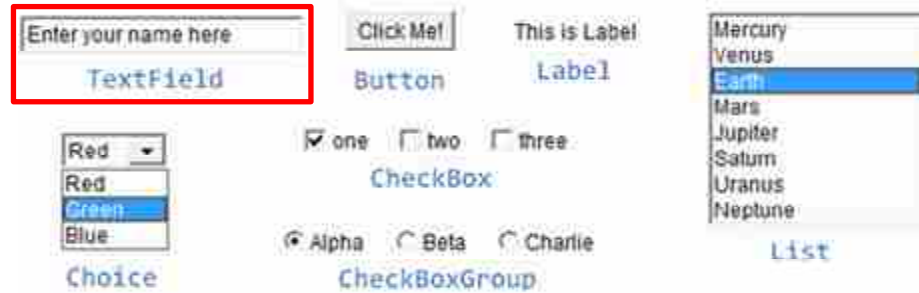 Enter your name here
TextField
Click Me!
Button
This is Label
Label
Mercury
Venus
Earth
Mars
Jupiter
Saturn
Uranus
Neptune
List
Red
Red
Green
Blue
Choice
one two three
CheckBox
Alpha Beta Charlie
CheckBoxGroup